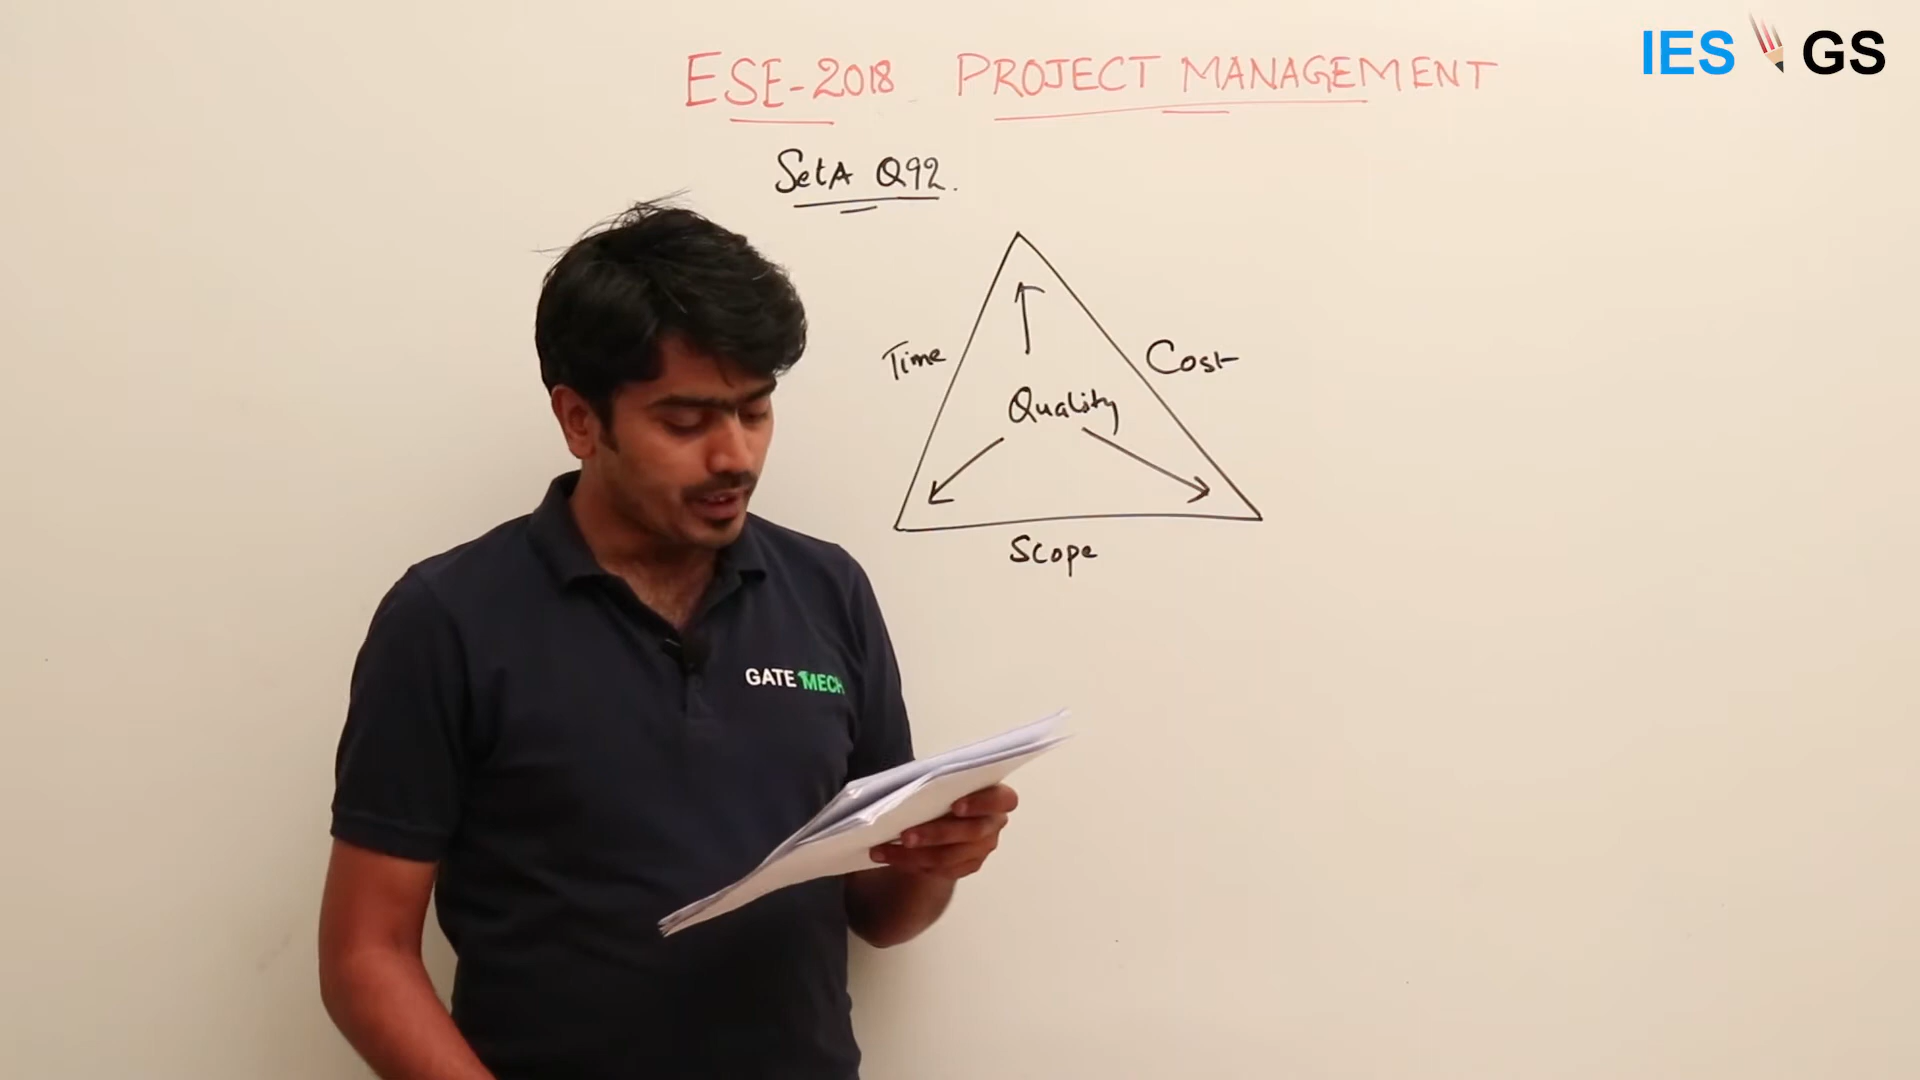 IES GS
ESE-2018 PROJECT MANAGEMENT
SetA Q92.
Time
Cost
Quality
Scope
GATE MECH